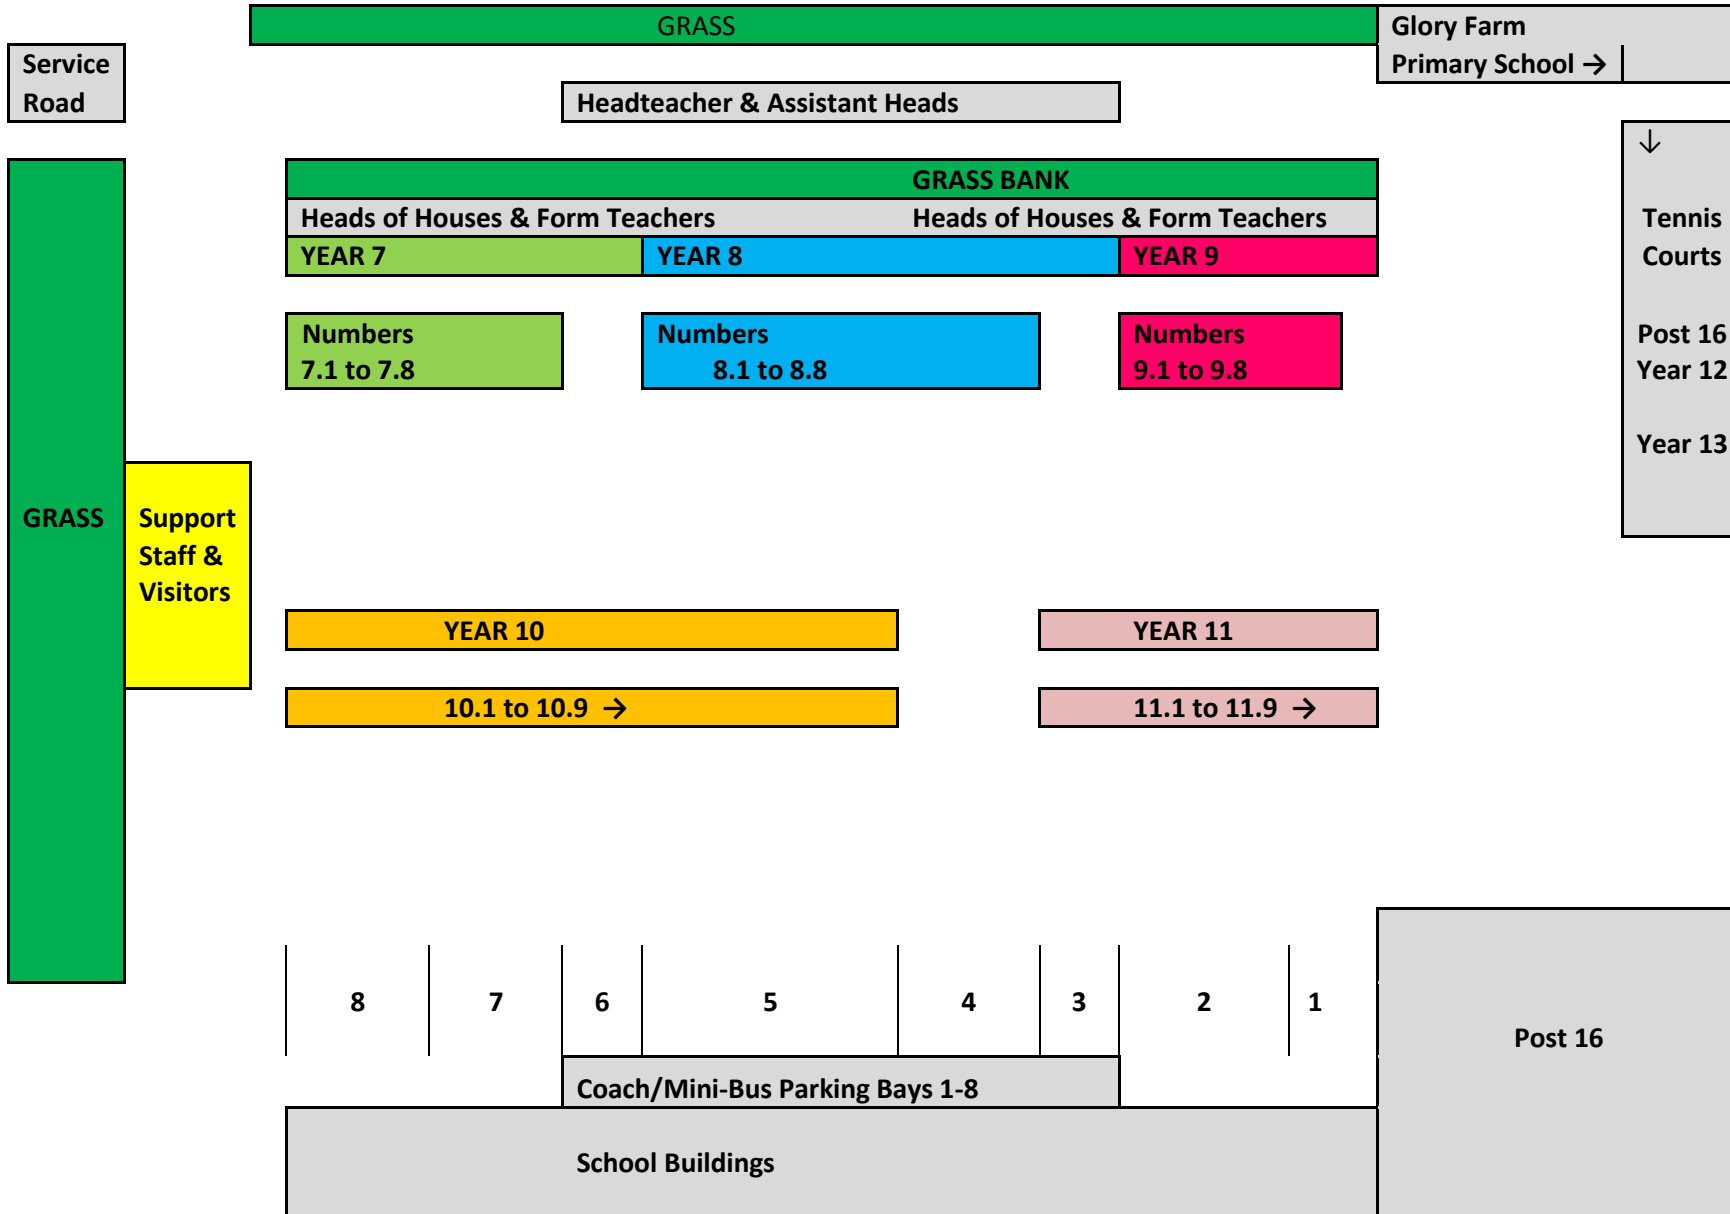 GRASS
Glory Farm
Primary School →
Service
Road
Headteacher & Assistant Heads
↓
GRASS BANK
Heads of Houses & Form Teachers
Heads of Houses & Form Teachers
YEAR 7
YEAR 8
YEAR 9
Tennis
Courts
Numbers
7.1 to 7.8
Numbers
8.1 to 8.8
Numbers
9.1 to 9.8
Post 16
Year 12
Year 13
GRASS
Support
Staff &
Visitors
YEAR 10
YEAR 11
10.1 to 10.9 →
11.1 to 11.9 →
8
7
6
5
4
3
2
1
Post 16
Coach/Mini-Bus Parking Bays 1-8
School Buildings